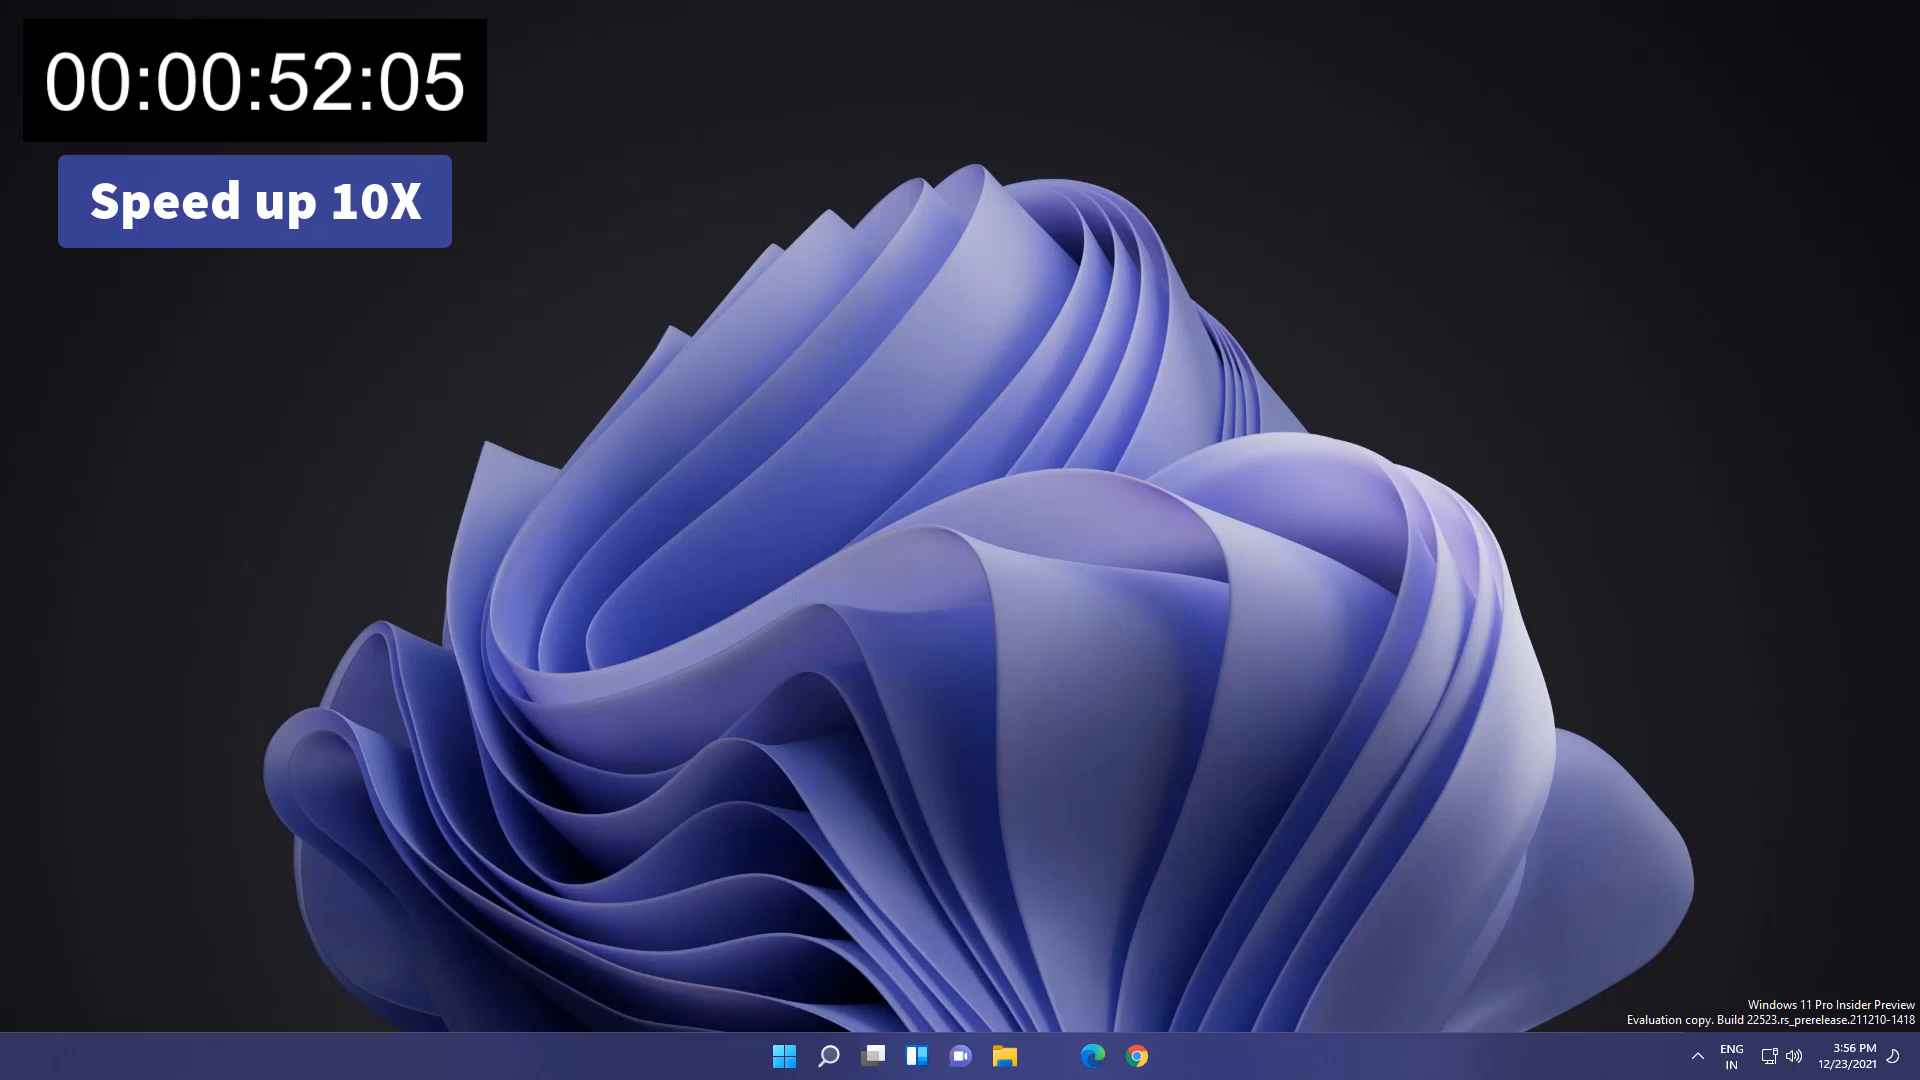 00:00:52:05
Speed up 10X
Windows 11 Pro Insider Preview
Evaluation copy. Build 22523.rs_prerelease.211210-1418
ENG
IN
3:56 PM
12/23/2021